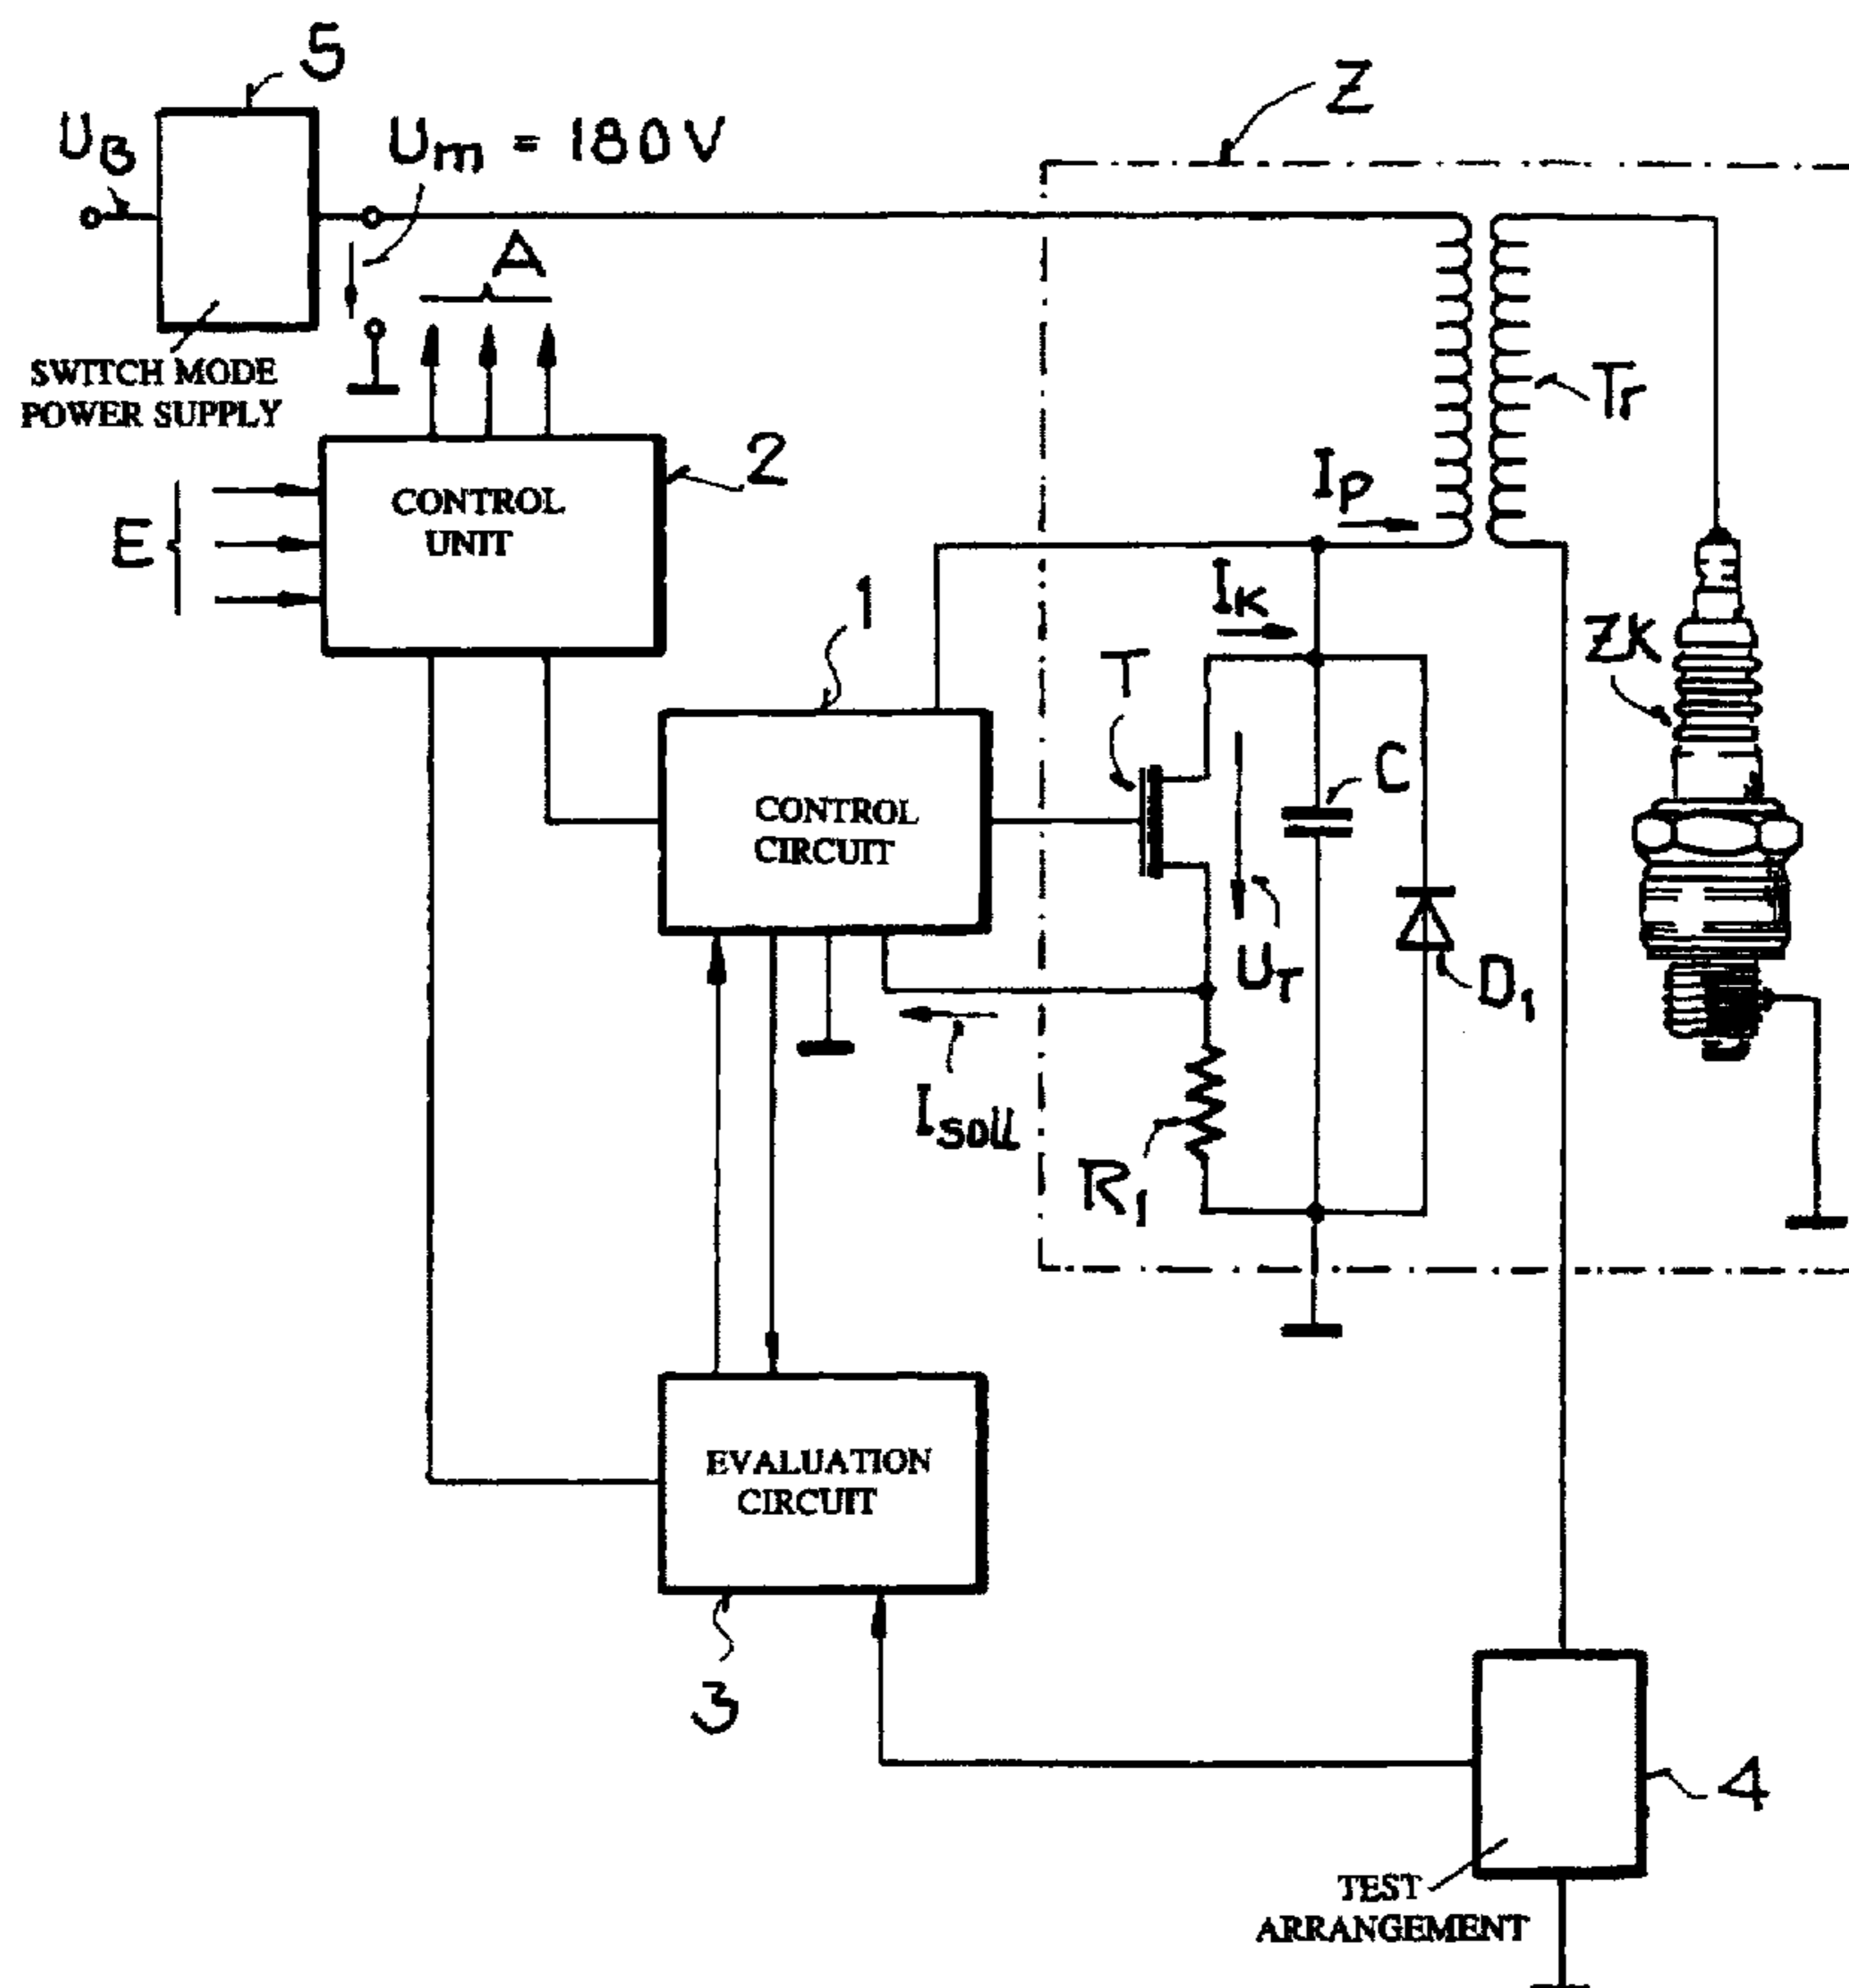 5
Z
U_B
U_m = 180V
A
SWITCH MODE
POWER SUPPLY
Tr
2
CONTROL
UNIT
E
I_P
I_K
1
ZK
T
C
CONTROL
CIRCUIT
U_T
D_1
I_soll
R_1
EVALUATION
CIRCUIT
3
4
TEST
ARRANGEMENT